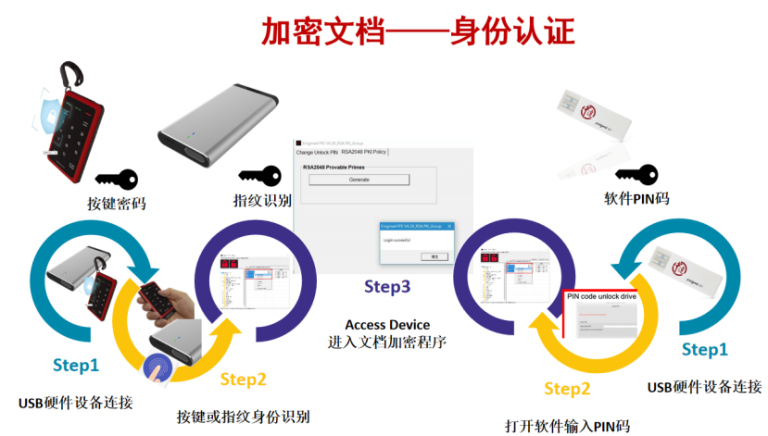 加密文档——身份认证
按键密码
指纹识别
软件PIN码
Change Unlock PIN
RSA2048 PKI Policy
RSA2048 Provable Primes
Generate
Step1
USB硬件设备连接
Step2
按键或指纹身份识别
Step3
Access Device
进入文档加密程序
PIN code unlock drive
Step2
打开软件输入PIN码
Step1
USB硬件设备连接